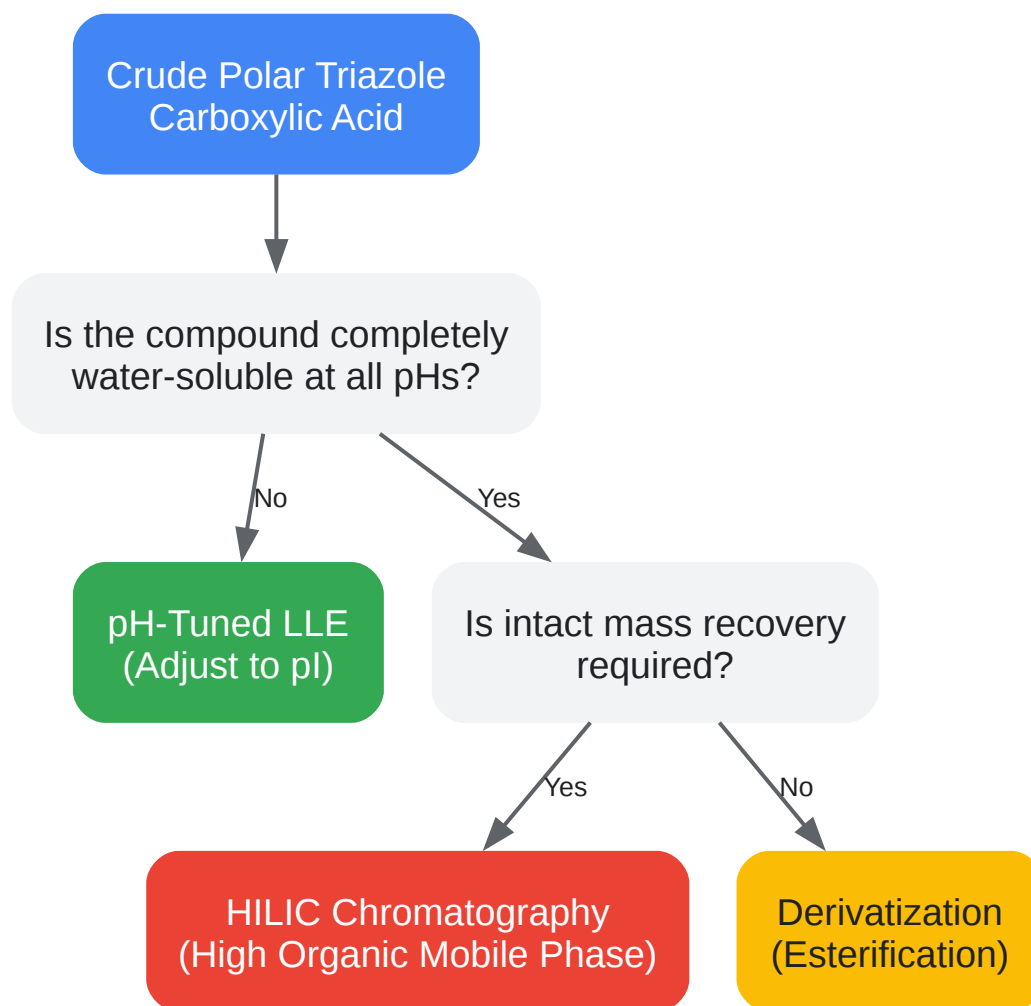 Crude Polar Triazole
Carboxylic Acid
Is the compound completely
water-soluble at all pHs?
No
Yes
pH-Tuned LLE
(Adjust to pI)
Is intact mass recovery
required?
Yes
No
HILIC Chromatography
(High Organic Mobile Phase)
Derivatization
(Esterification)